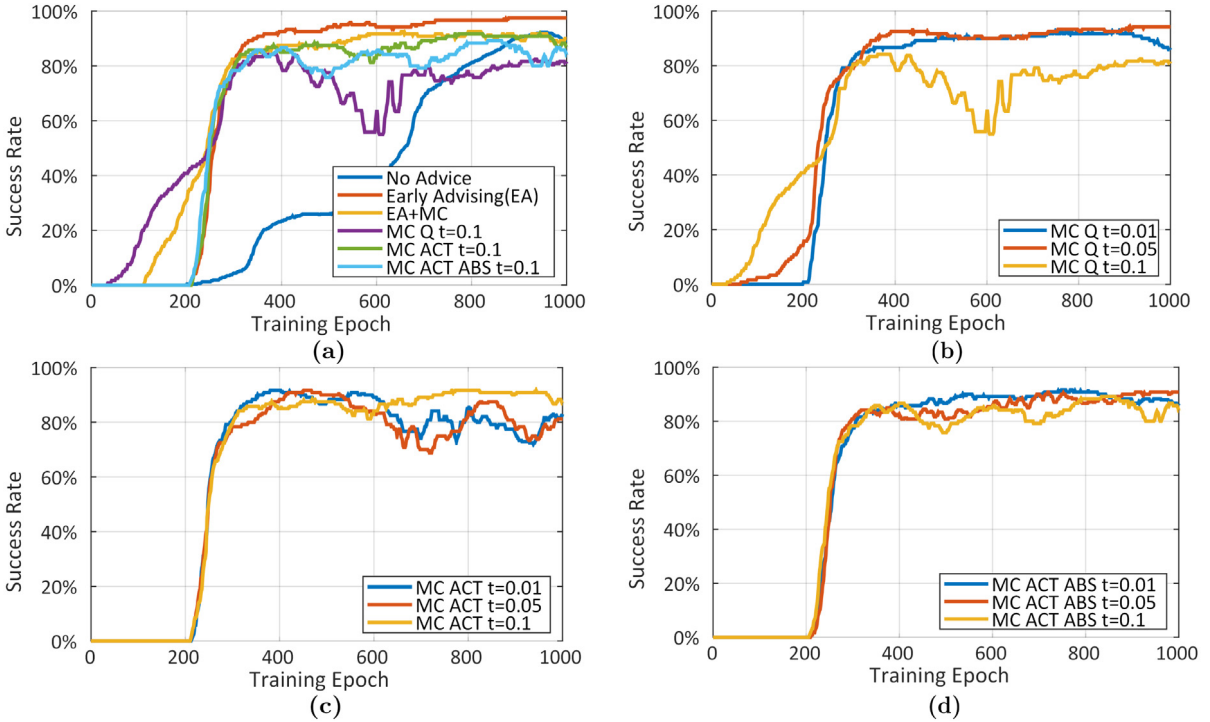 100%
80%
60%
40%
20%
0%
Success Rate
0
200
400
600
800
1000
Training Epoch
No Advice
Early Advising(EA)
EA+MC
MC Q t=0.1
MC ACT t=0.1
MC ACT ABS t=0.1
(a)
100%
80%
60%
40%
20%
0%
Success Rate
0
200
400
600
800
1000
Training Epoch
MC Q t=0.01
MC Q t=0.05
MC Q t=0.1
(b)
100%
80%
60%
40%
20%
0%
Success Rate
0
200
400
600
800
1000
Training Epoch
MC ACT t=0.01
MC ACT t=0.05
MC ACT t=0.1
(c)
100%
80%
60%
40%
20%
0%
Success Rate
0
200
400
600
800
1000
Training Epoch
MC ACT ABS t=0.01
MC ACT ABS t=0.05
MC ACT ABS t=0.1
(d)